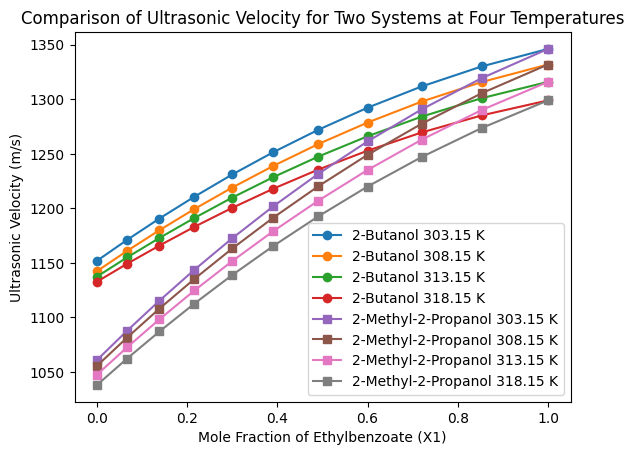 Comparison of Ultrasonic Velocity for Two Systems at Four Temperatures
Ultrasonic Velocity (m/s)
1350
1300
1250
1200
1150
1100
1050
2-Butanol 303.15 K
2-Butanol 308.15 K
2-Butanol 313.15 K
2-Butanol 318.15 K
2-Methyl-2-Propanol 303.15 K
2-Methyl-2-Propanol 308.15 K
2-Methyl-2-Propanol 313.15 K
2-Methyl-2-Propanol 318.15 K
0.0 0.2 0.4 0.6 0.8 1.0
Mole Fraction of Ethylbenzoate (X1)